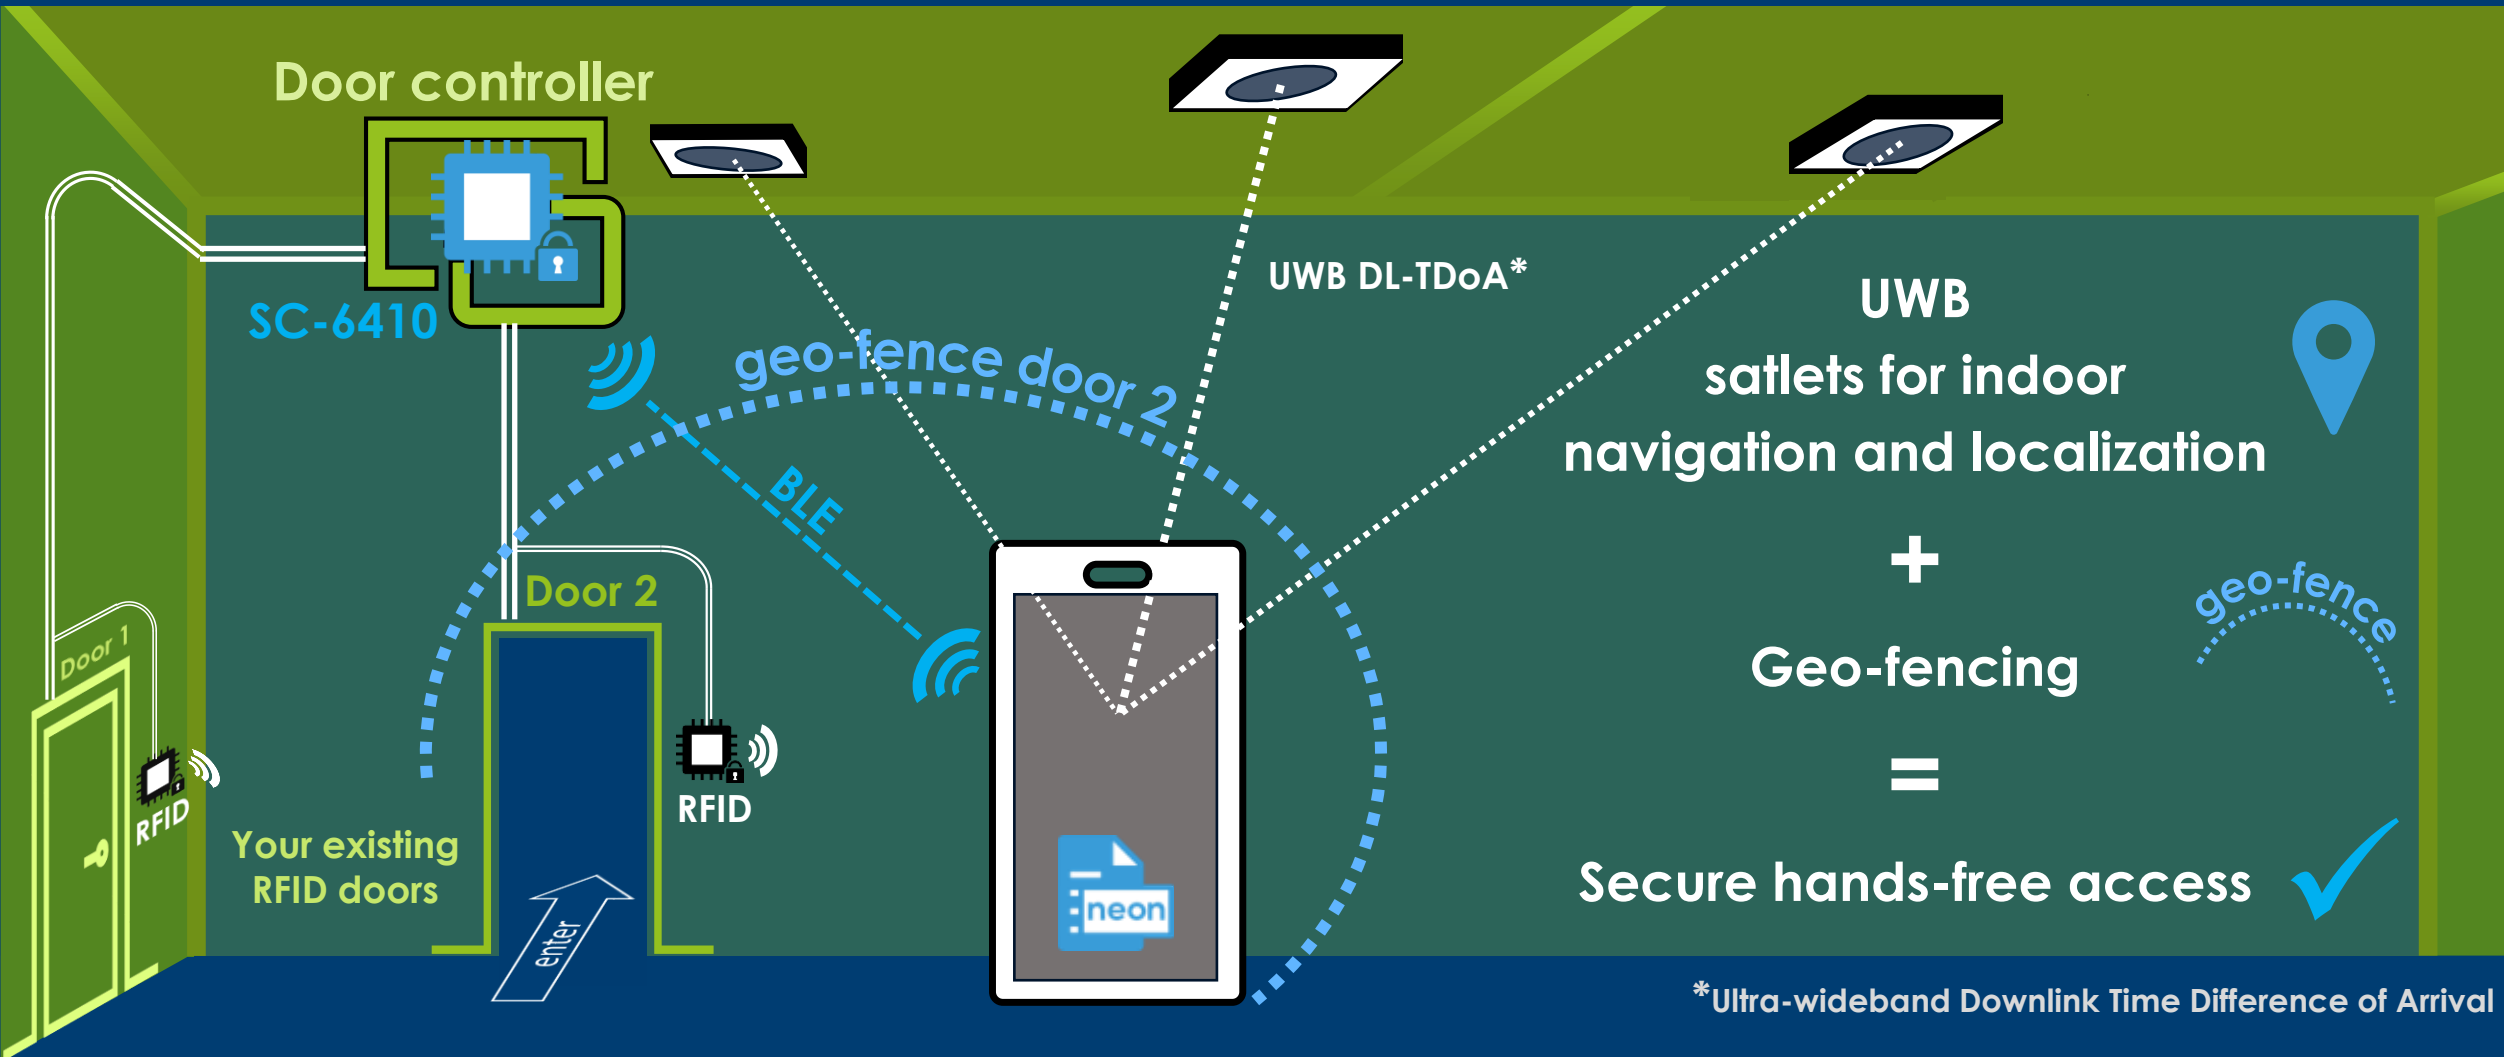 Door controller
SC-6410
UWB DL-TDoA*
geo-fence door 2
BLE
Door 1
RFID
Door 2
RFID
Your existing
RFID doors
enter
neon
UWB
satlets for indoor
navigation and localization
+
geo-fence
Geo-fencing
=
Secure hands-free access
*Ultra-wideband Downlink Time Difference of Arrival